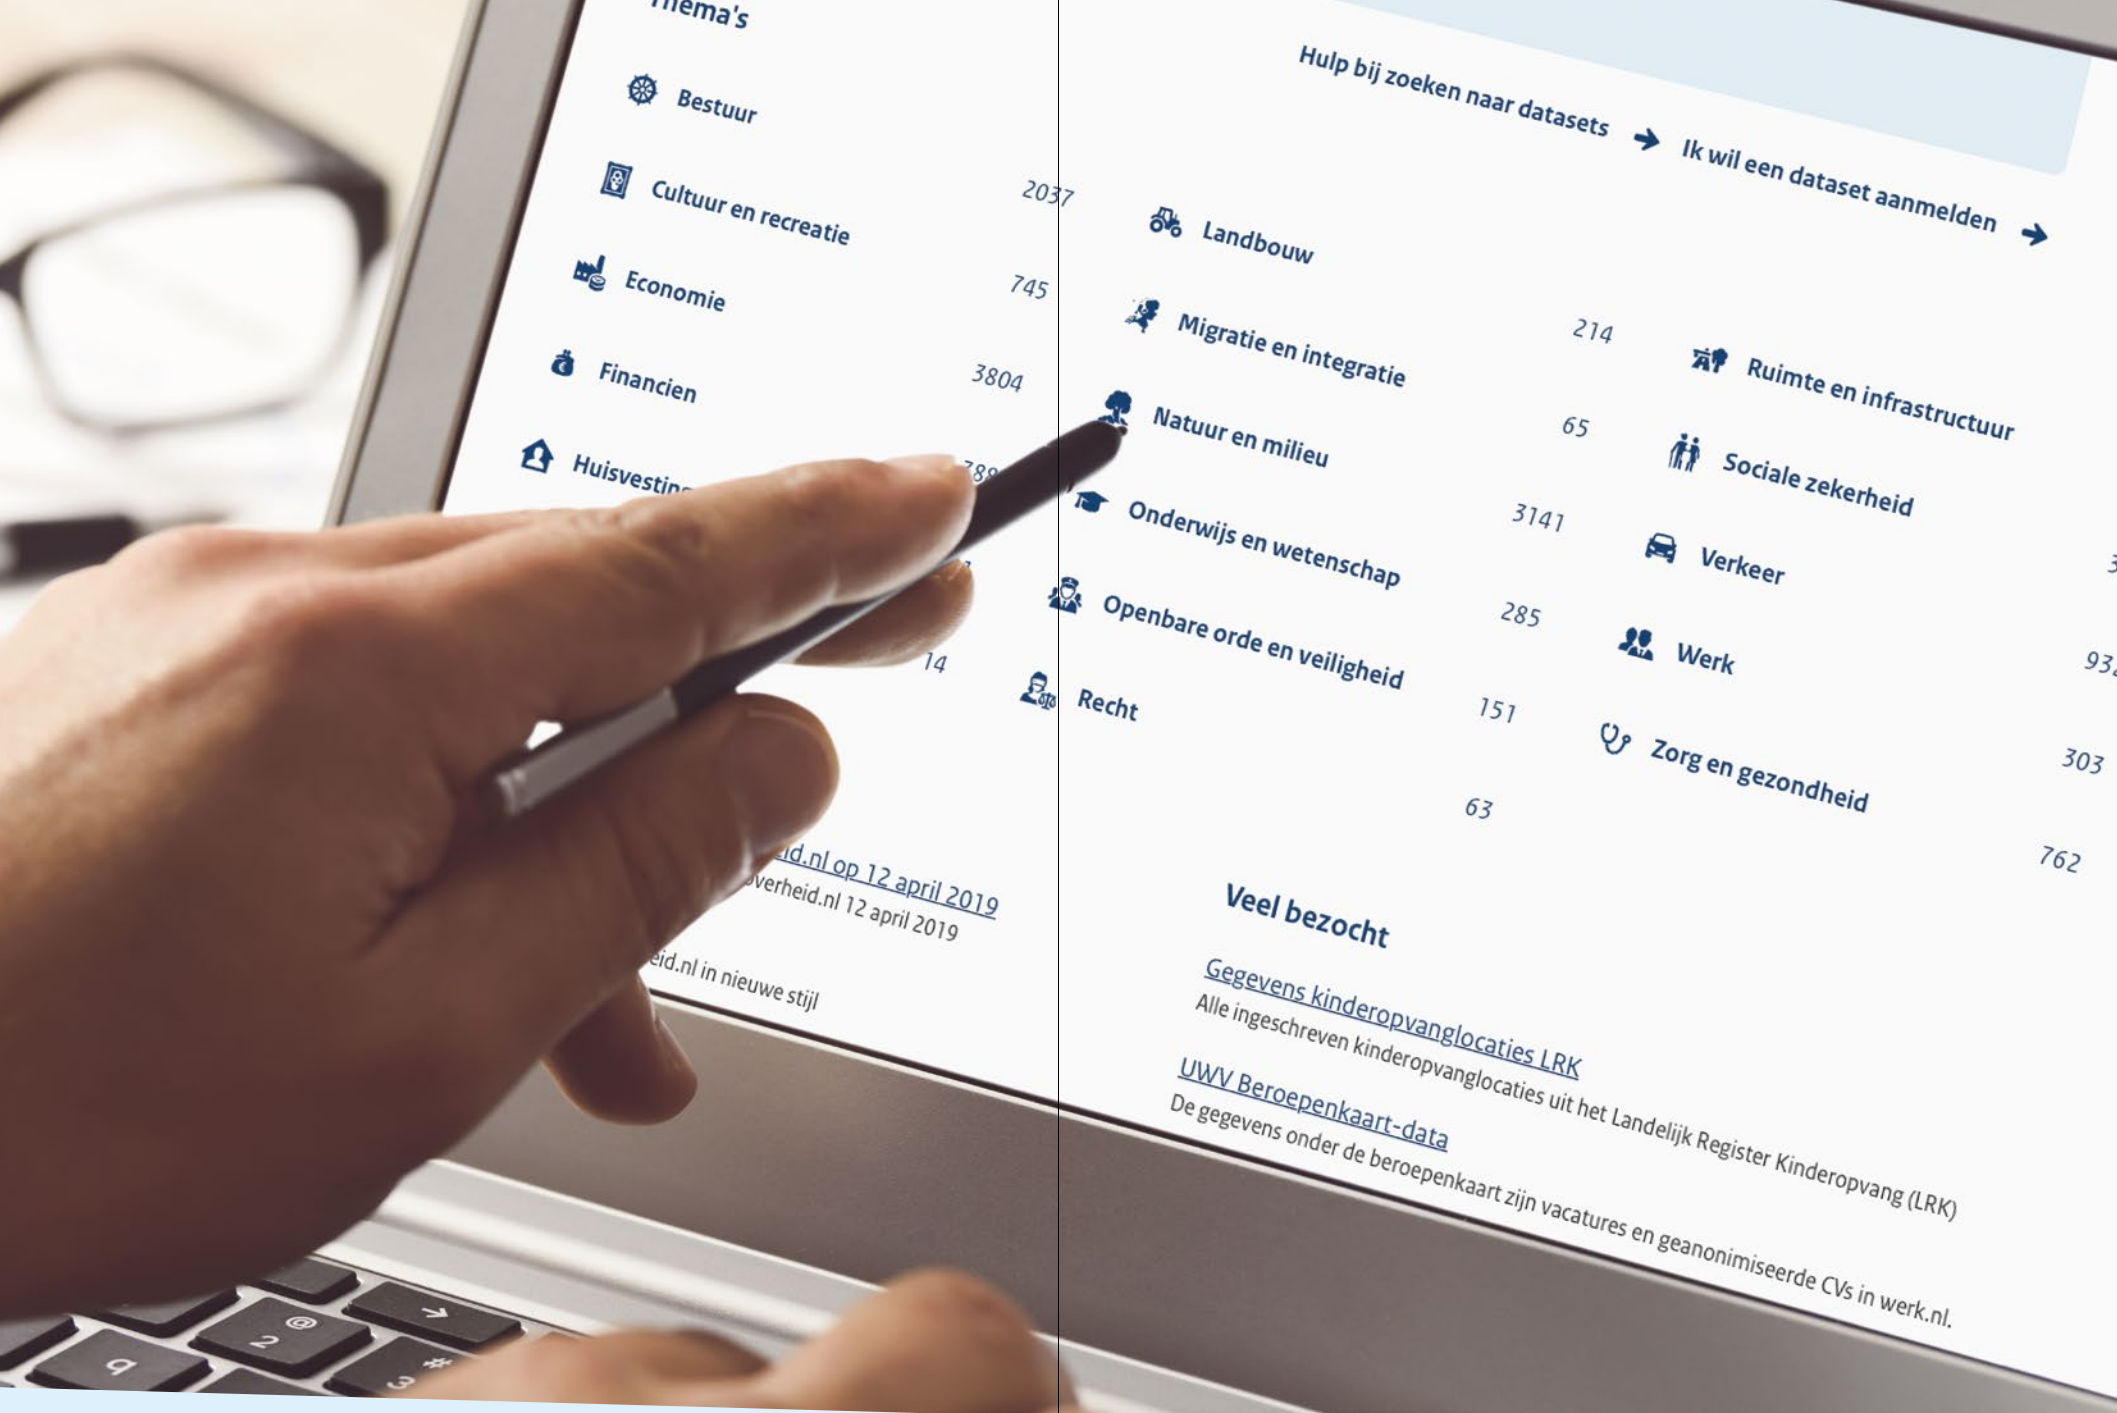 Thema's
Bestuur
2037
Cultuur en recreatie
745
Economie
3804
Financien
Huisvesting
14
Hulp bij zoeken naar datasets
Ik wil een dataset aanmelden
Landbouw
214
Migratie en integratie
65
Natuur en milieu
3141
Onderwijs en wetenschap
285
Openbare orde en veiligheid
151
Recht
63
Ruimte en infrastructuur
Sociale zekerheid
Verkeer
303
Werk
762
Zorg en gezondheid
eid.nl op 12 april 2019
overheid.nl 12 april 2019
eid.nl in nieuwe stijl
Veel bezocht
Gegevens kinderopvanglocaties LRK
Alle ingeschreven kinderopvanglocaties uit het Landelijk Register Kinderopvang (LRK)
UWV Beroepenkaart-data
De gegevens onder de beroepenkaart zijn vacatures en geanonimiseerde CVs in werk.nl.
@
2
#
3
q